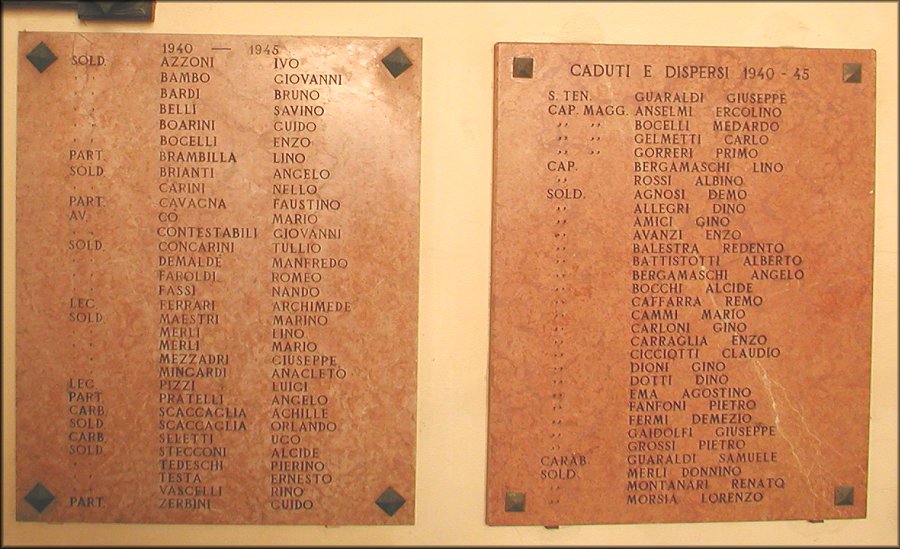 1940 — 1945
SOLD. AZZONI IVO
" " BAMBO GIOVANNI
" " BARDI BRUNO
" " BELLI SAVINO
" " BOARINI GUIDO
" " BOCELLI ENZO
PART. BRAMBILLA LINO
SOLD. BRIANTI ANGELO
" " CARINI NELLO
PART. CAVAGNA FAUSTINO
AV. CÒ MARIO
" " CONTESTABILI GIOVANNI
SOLD. CONCARINI TULLIO
" " DEMALDÈ MANFREDO
" " FAROLDI ROMEO
" " FASSI NANDO
LEG. FERRARI ARCHIMEDE
SOLD. MAESTRI MARINO
" " MERLI LINO
" " MERLI MARIO
" " MEZZADRI GIUSEPPE
" " MINGARDI ANACLETO
LEG. PIZZI LUIGI
PART. PRATELLI ANGELO
CARB. SCACCAGLIA ACHILLE
SOLD. SCACCAGLIA ORLANDO
CARB. SELETTI UGO
SOLD. STECCONI ALCIDE
" " TEDESCHI PIERINO
" " TESTA ERNESTO
" " VASCELLI RINO
PART. ZERBINI GUIDO
CADUTI E DISPERSI 1940 - 45
S. TEN. GUARALDI GIUSEPPE
CAP. MAGG. ANSELMI ERCOLINO
" " BOCELLI MEDARDO
" " GELMETTI CARLO
" " GORRERI PRIMO
CAP. BERGAMASCHI LINO
" ROSSI ALBINO
SOLD. AGNOSI DEMO
" ALLEGRI DINO
" AMICI GINO
" AVANZI ENZO
" BALESTRA REDENTO
" BATTISTOTTI ALBERTO
" BERGAMASCHI ANGELO
" BOCCHI ALCIDE
" CAFFARRA REMO
" CAMMI MARIO
" CARLONI GINO
" CARRAGLIA ENZO
" CICCIOTTI CLAUDIO
" DIONI GINO
" DOTTI DINO
" EMA AGOSTINO
" FANFONI PIETRO
" FERMI DEMEZIO
" GAIDOLFI GIUSEPPE
" GROSSI PIETRO
CARAB. GUARALDI SAMUELE
SOLD. MERLI DONNINO
" MONTANARI RENATO
" MORSIA LORENZO